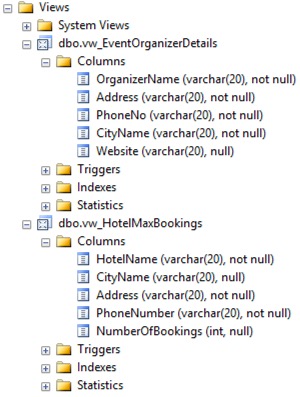 Views
System Views
dbo.vw_EventOrganizerDetails
Columns
OrganizerName (varchar(20), not null)
Address (varchar(20), not null)
PhoneNo (varchar(20), not null)
CityName (varchar(20), not null)
Website (varchar(20), null)
Triggers
Indexes
Statistics
dbo.vw_HotelMaxBookings
Columns
HotelName (varchar(20), not null)
CityName (varchar(20), null)
Address (varchar(20), not null)
PhoneNumber (varchar(20), not null)
NumberOfBookings (int, null)
Triggers
Indexes
Statistics